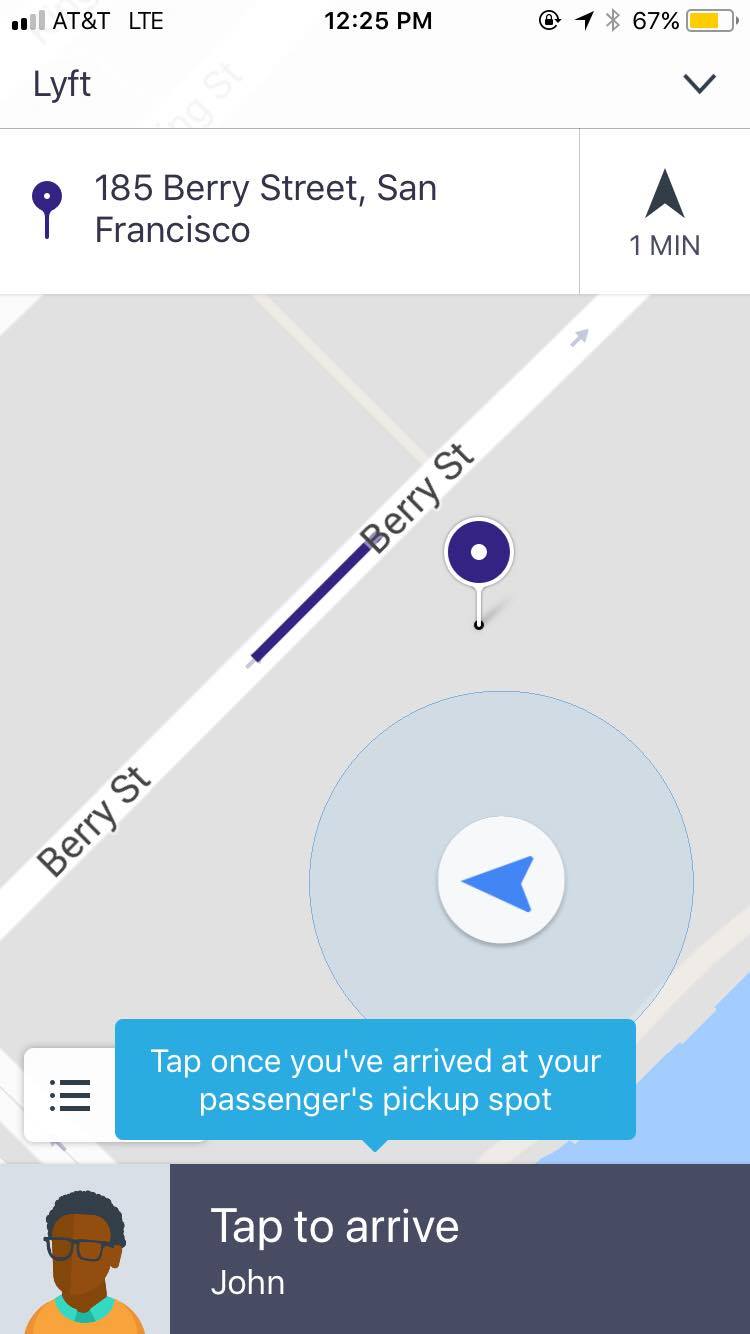 AT&T LTE 12:25 PM 67%
Lyft
185 Berry Street, San
Francisco
1 MIN
Berry St
Berry St
Tap once you've arrived at your
passenger's pickup spot
Tap to arrive
John